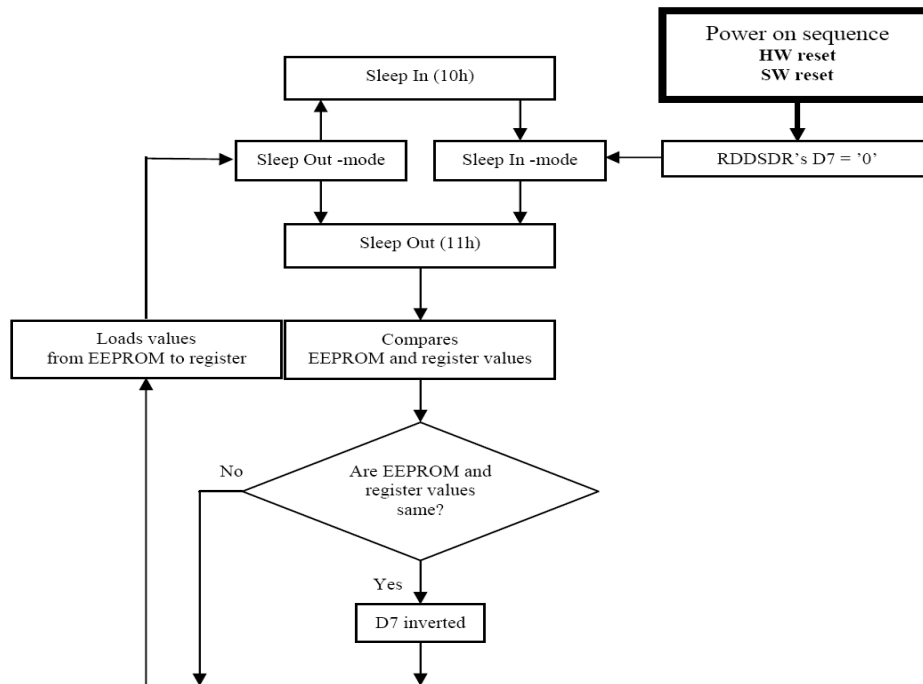 Power on sequence
HW reset
SW reset
Sleep In (10h)
Sleep Out -mode
Sleep In -mode
RDDSDR's D7 = '0'
Sleep Out (11h)
Loads values
from EEPROM to register
Compares
EEPROM and register values
No
Are EEPROM and
register values
same?
Yes
D7 inverted